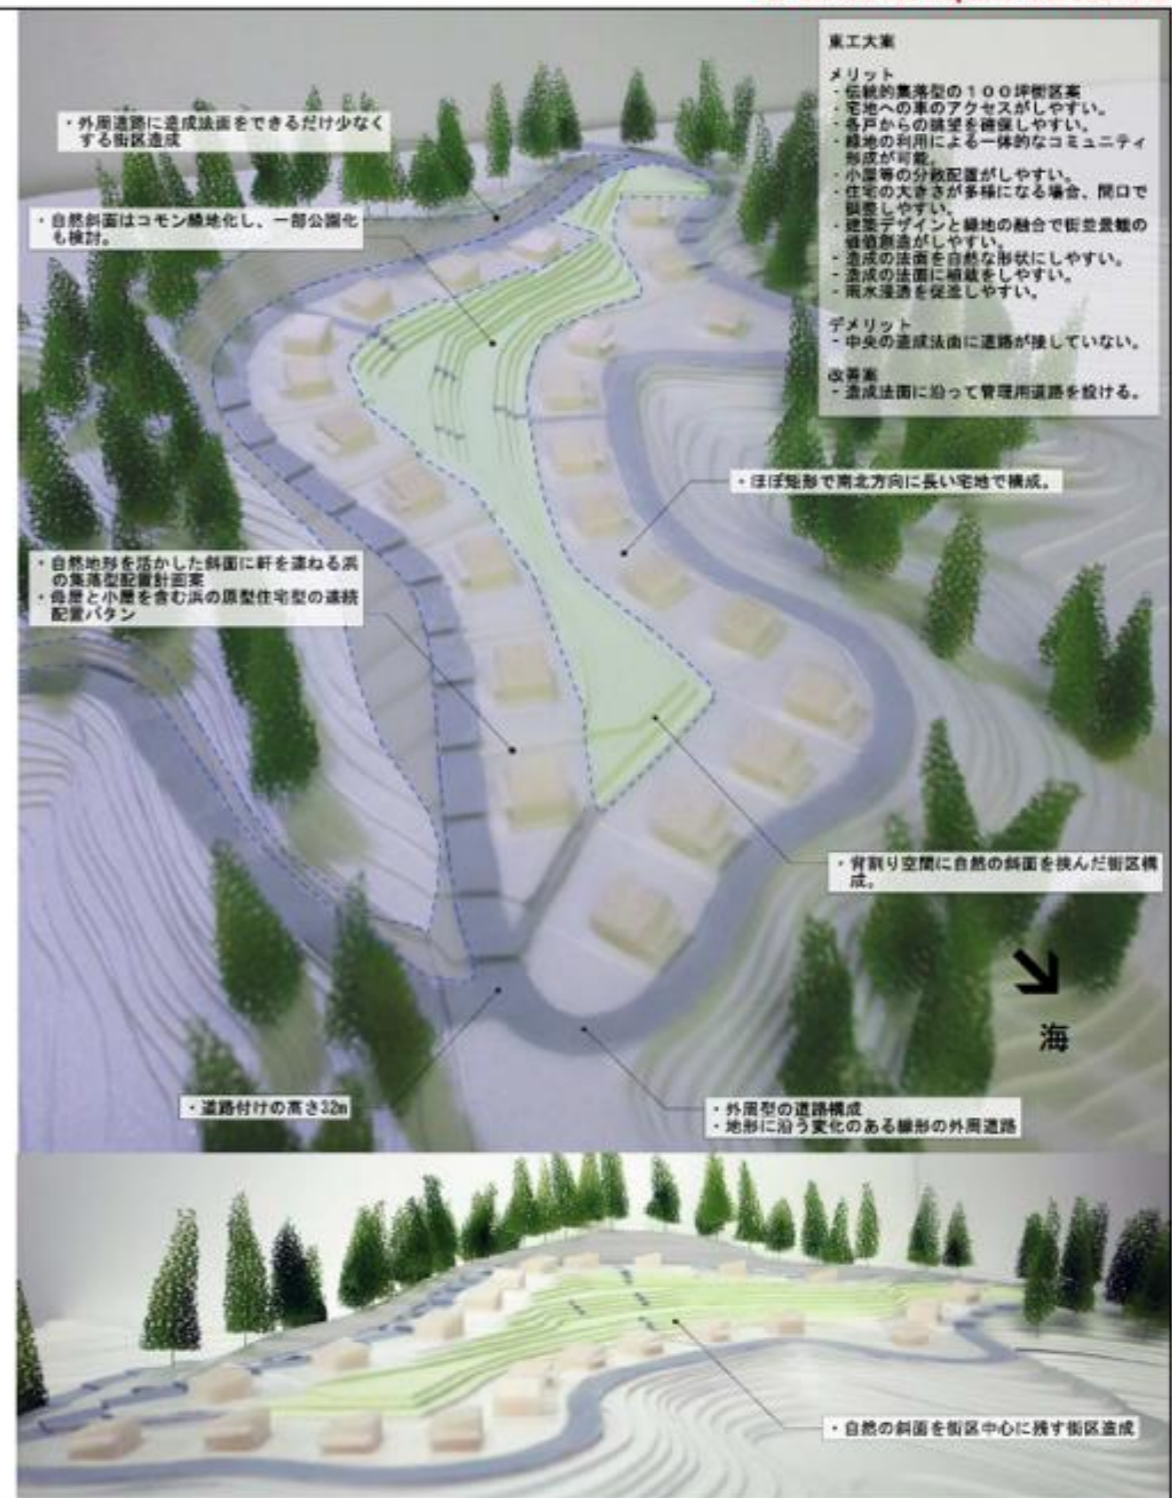 東工大案
メリット
・伝統的集落型の１００坪街区案
・宅地への車のアクセスがしやすい。
・各戸からの眺望を確保しやすい。
・緑地の利用による一体的なコミュニティ
形成が可能。
・小屋等の分散配置がしやすい。
・住宅の大きさが多様になる場合、間口で
調整しやすい。
・建築デザインと緑地の融合で街並景観の
価値創造がしやすい。
・造成の法面を自然な形状にしやすい。
・造成の法面に植栽をしやすい。
・雨水浸透を促進しやすい。
デメリット
・中央の造成法面に道路が接していない。
改善案
・造成法面に沿って管理用道路を設ける。
・外周道路に造成法面をできるだけ少なく
する街区造成
・自然斜面はコモン緑地化し、一部公園化
も検討。
・ほぼ矩形で南北方向に長い宅地で構成。
・自然地形を活かした斜面に軒を連ねる浜
の集落型配置計画案
・母屋と小屋を含む浜の原型住宅型の連続
配置パタン
・背割り空間に自然の斜面を挟んだ街区構
成。
海
・道路付けの高さ32m
・外周型の道路構成
・地形に沿う変化のある線形の外周道路
・自然の斜面を街区中心に残す街区造成